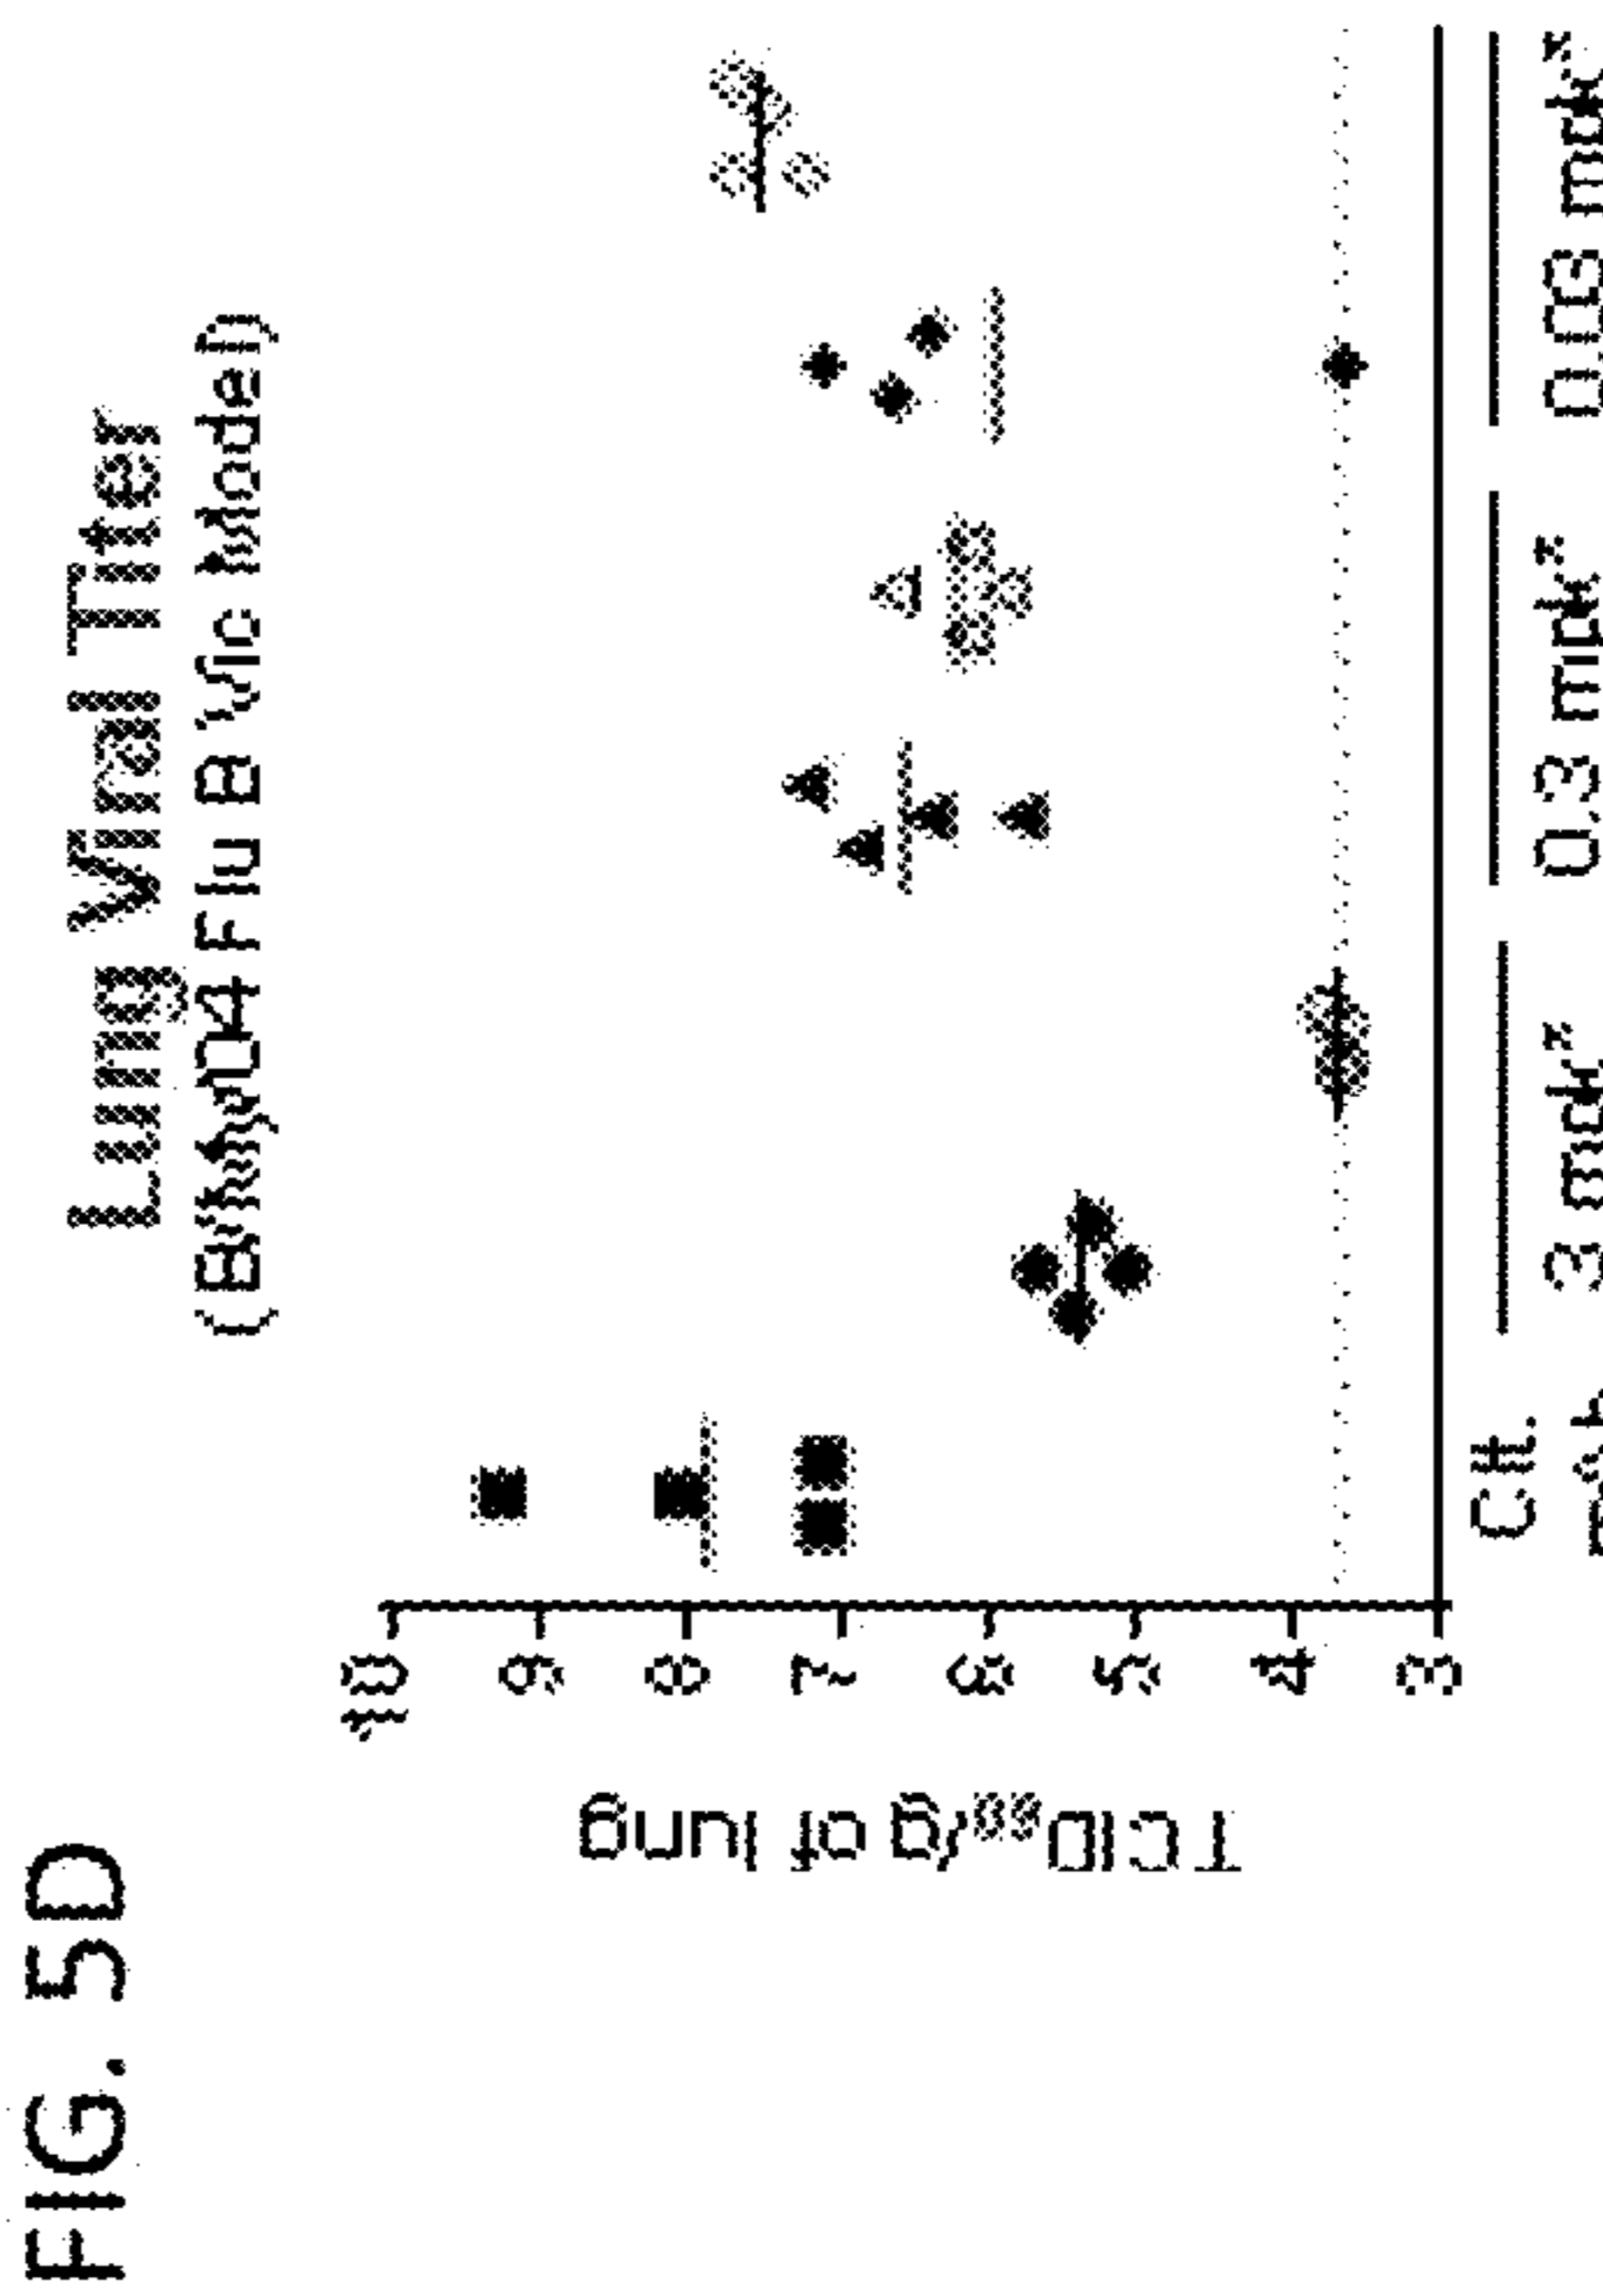 FIG. 5D
Lung Viral Titer
(B/Ky/04 Flu B Vic Model)
TCID50/g of lung
10
9
8
7
6
5
4
3
Ctl.
3 mpk"
0.3 mpk"
0.03 mpk"